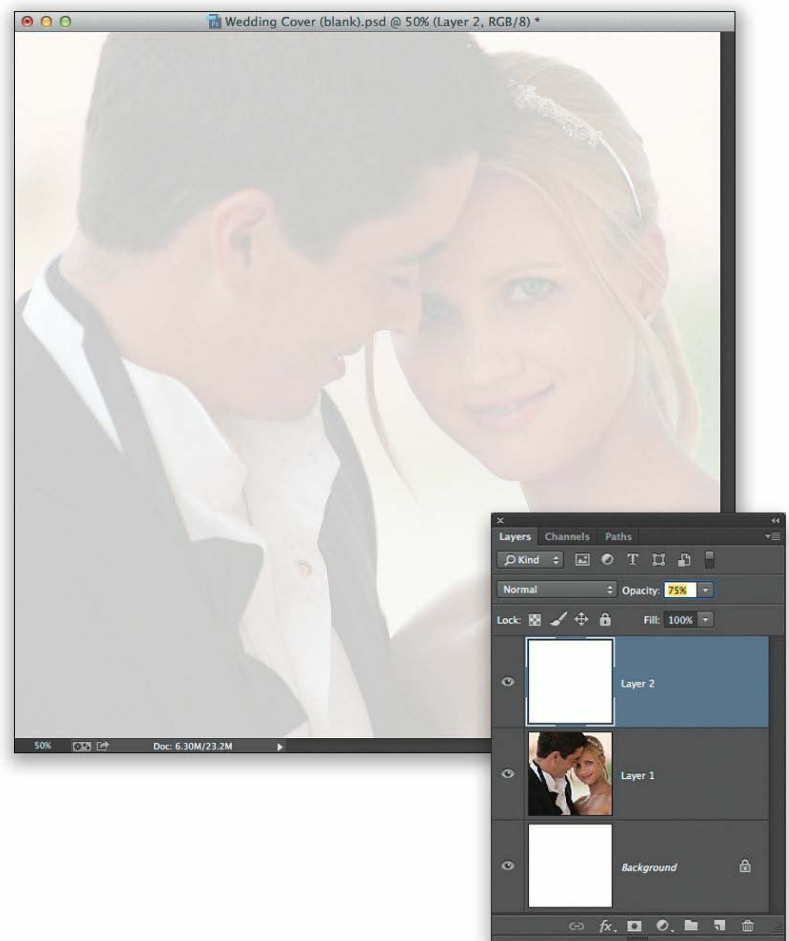 Wedding Cover (blank).psd @ 50% (Layer 2, RGB/8) *
50% Doc: 6.30M/23.2M
Layers Channels Paths
Kind T
Normal Opacity: 75%
Lock: Fill: 100%
Layer 2
Layer 1
Background
fx